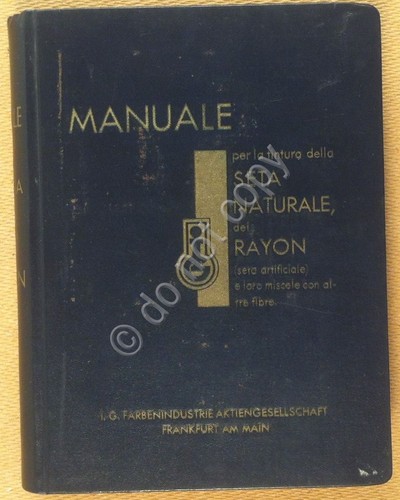 MANUALE
per la tintura della
SETA
NATURALE,
del
RAYON
(seta artificiale)
e loro miscele con al-
tre fibre.
I. G. FARBENINDUSTRIE AKTIENGESELLSCHAFT
FRANKFURT AM MAIN
© do not copy